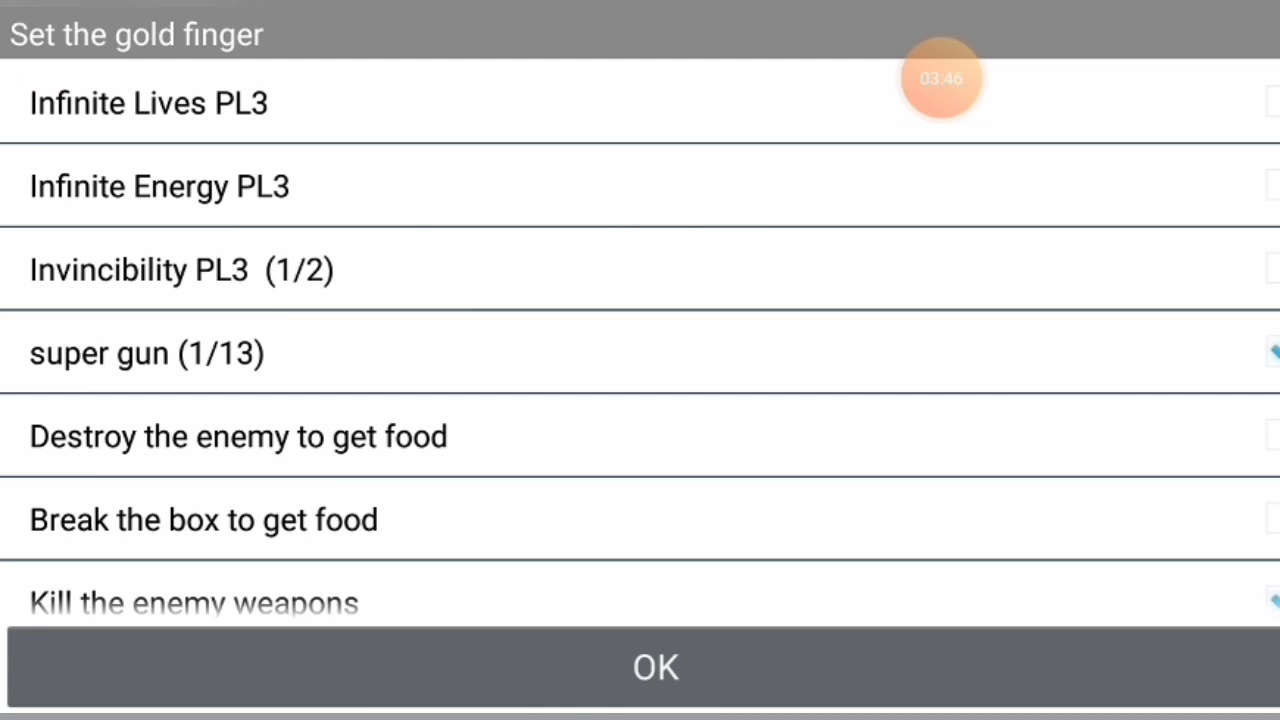 Set the gold finger
03:46
Infinite Lives PL3
Infinite Energy PL3
Invincibility PL3 (1/2)
super gun (1/13)
Destroy the enemy to get food
Break the box to get food
Kill the enemy weapons
OK